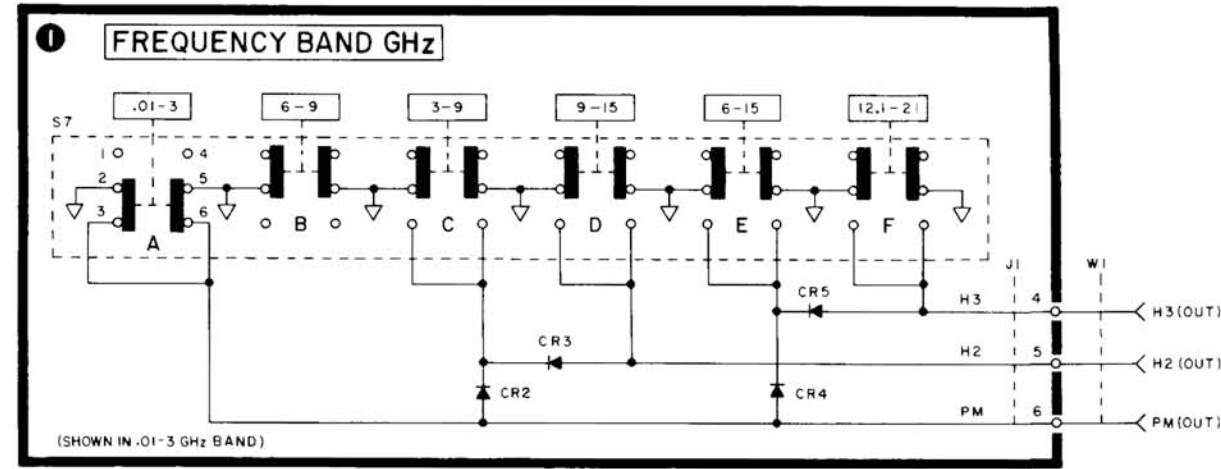 1 FREQUENCY BAND GHz
.01-3 6-9 3-9 9-15 6-15 12.1-21
S7
1 4
2 5
3 6
A B C D E F
J1 W1
CR5 H3 4 H3(OUT)
CR3 H2 5 H2(OUT)
CR2 CR4
PM 6 PM(OUT)
(SHOWN IN .01-3 GHz BAND)